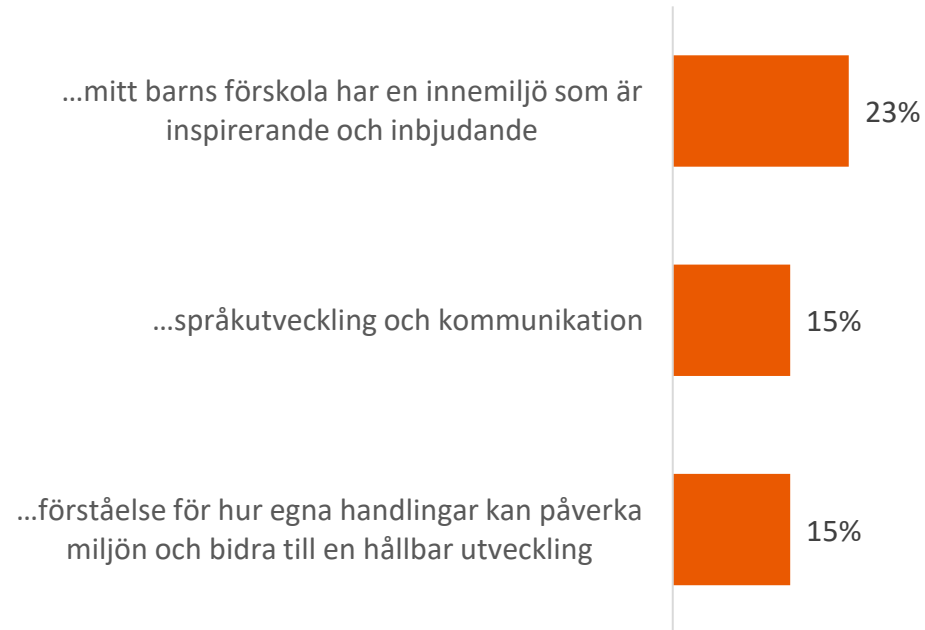 ...mitt barns förskola har en innemiljö som är
inspirerande och inbjudande
23%
...språkutveckling och kommunikation
15%
...förståelse för hur egna handlingar kan påverka
miljön och bidra till en hållbar utveckling
15%